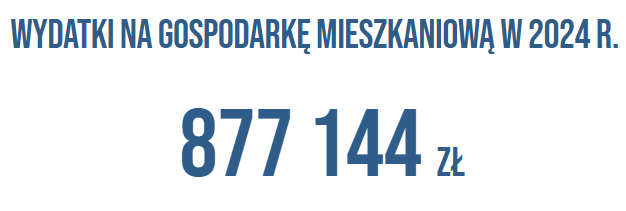 WYDATKI NA GOSPODARKĘ MIESZKANIOWĄ W 2024 R.
877 144 ZŁ